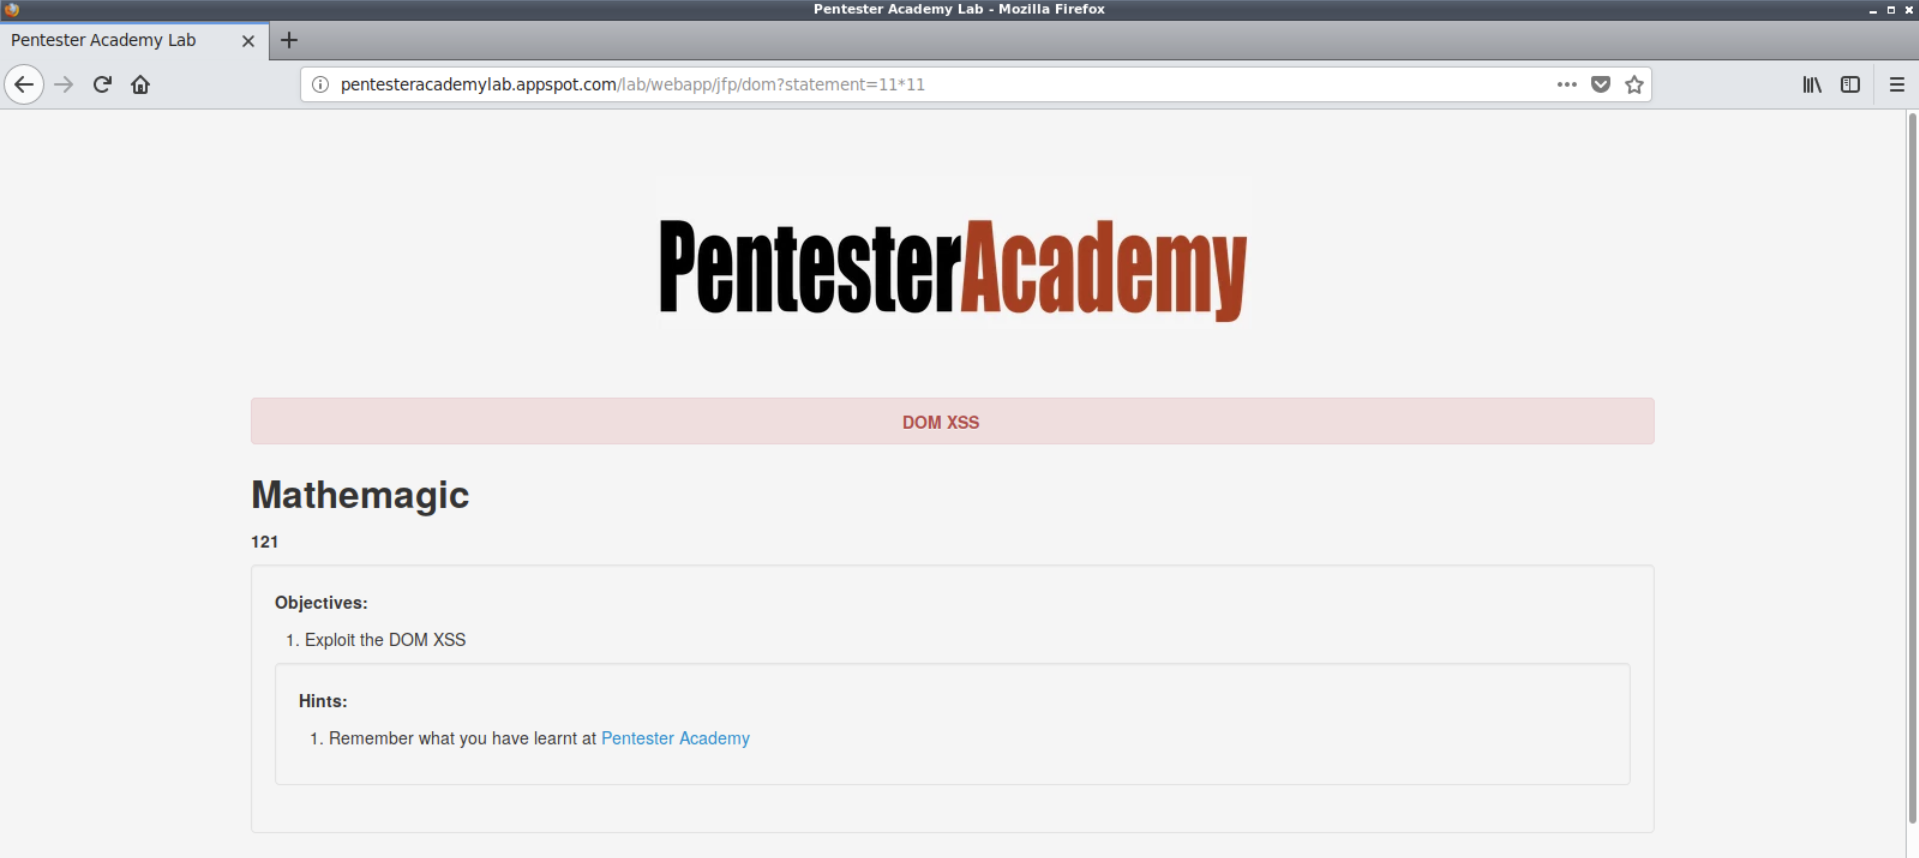 Pentester Academy Lab - Mozilla Firefox
Pentester Academy Lab
pentesteracademylab.appspot.com/lab/webapp/jfp/dom?statement=11*11
PentesterAcademy
DOM XSS
Mathemagic
121
Objectives:
1. Exploit the DOM XSS
Hints:
1. Remember what you have learnt at Pentester Academy